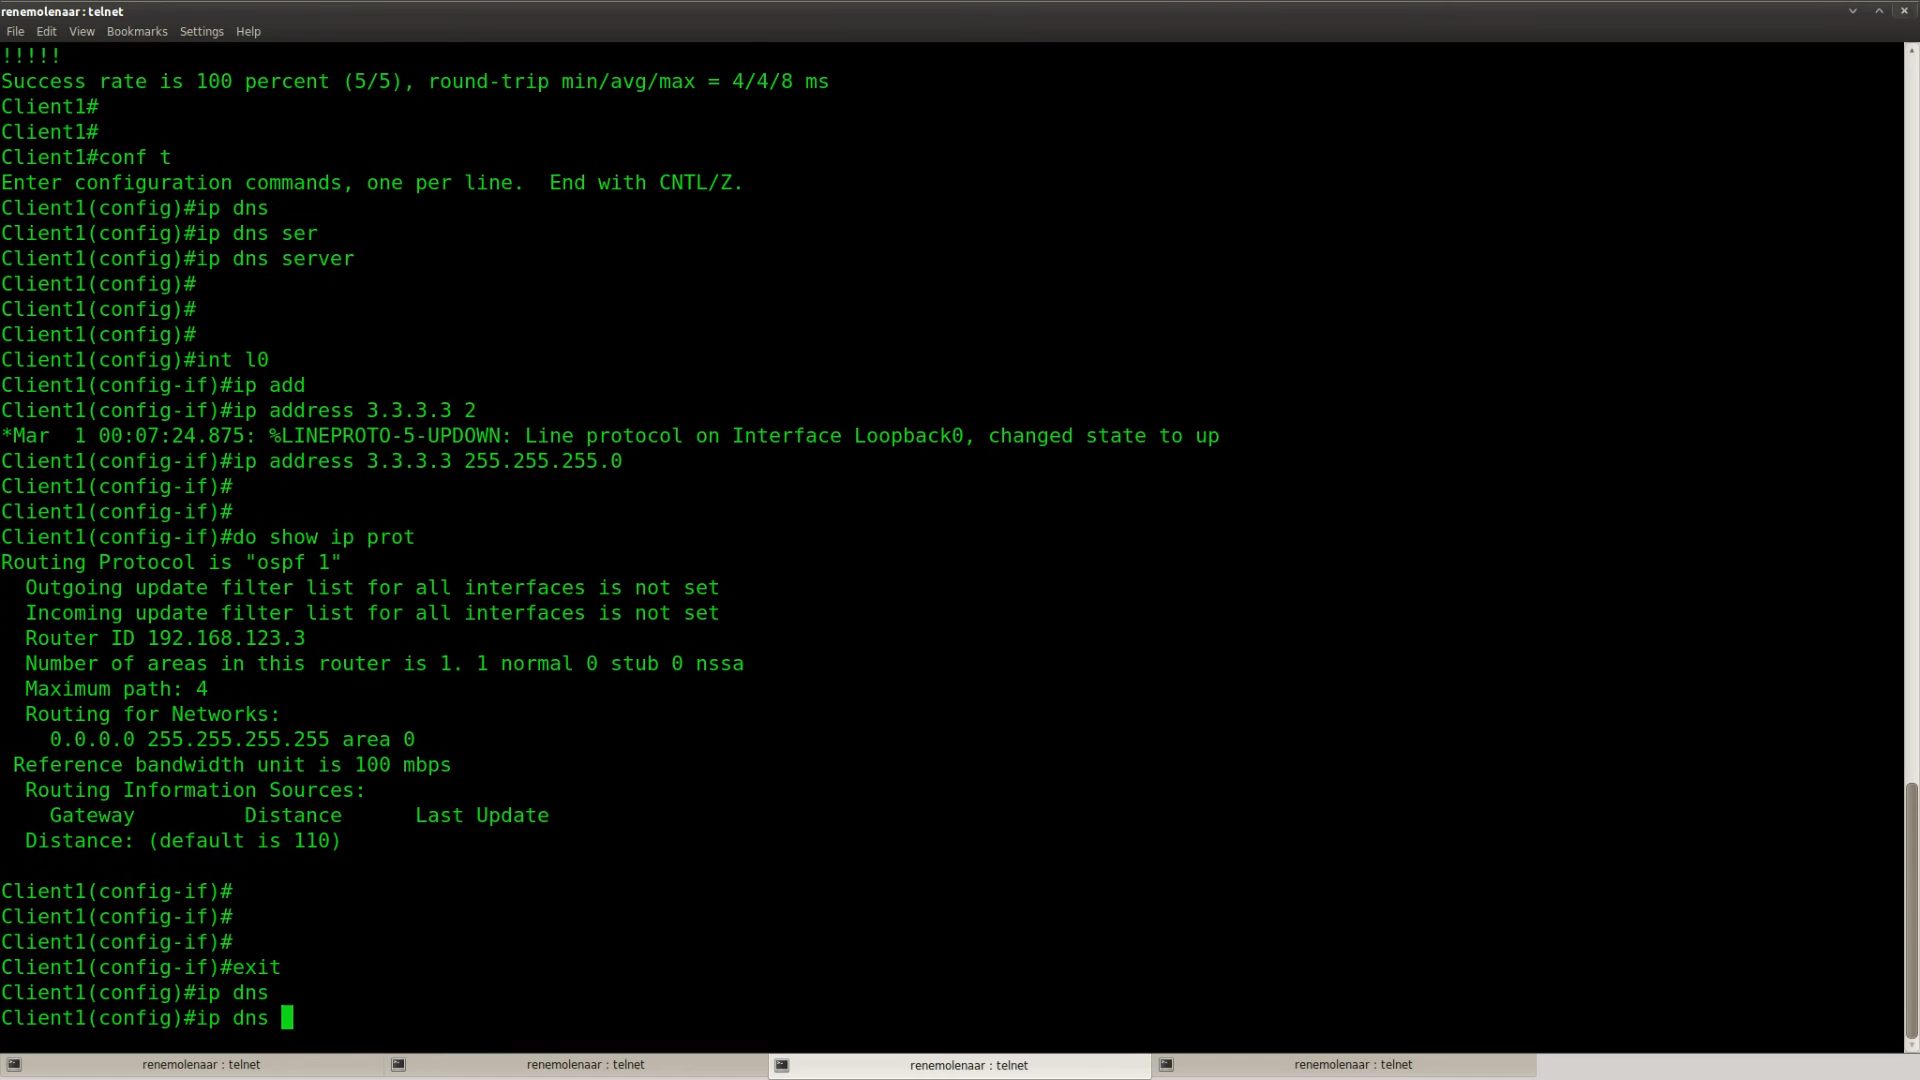 renemolenaar:telnet
File Edit View Bookmarks Settings Help
!!!!!
Success rate is 100 percent (5/5), round-trip min/avg/max = 4/4/8 ms
Client1#
Client1#
Client1#conf t
Enter configuration commands, one per line.  End with CNTL/Z.
Client1(config)#ip dns
Client1(config)#ip dns ser
Client1(config)#ip dns server
Client1(config)#
Client1(config)#
Client1(config)#
Client1(config)#int l0
Client1(config-if)#ip add
Client1(config-if)#ip address 3.3.3.3 2
*Mar  1 00:07:24.875: %LINEPROTO-5-UPDOWN: Line protocol on Interface Loopback0, changed state to up
Client1(config-if)#ip address 3.3.3.3 255.255.255.0
Client1(config-if)#
Client1(config-if)#
Client1(config-if)#do show ip prot
Routing Protocol is "ospf 1"
  Outgoing update filter list for all interfaces is not set
  Incoming update filter list for all interfaces is not set
  Router ID 192.168.123.3
  Number of areas in this router is 1. 1 normal 0 stub 0 nssa
  Maximum path: 4
  Routing for Networks:
    0.0.0.0 255.255.255.255 area 0
 Reference bandwidth unit is 100 mbps
  Routing Information Sources:
    Gateway         Distance      Last Update
  Distance: (default is 110)
Client1(config-if)#
Client1(config-if)#
Client1(config-if)#
Client1(config-if)#exit
Client1(config)#ip dns
Client1(config)#ip dns
renemolenaar : telnet renemolenaar : telnet renemolenaar : telnet renemolenaar : telnet